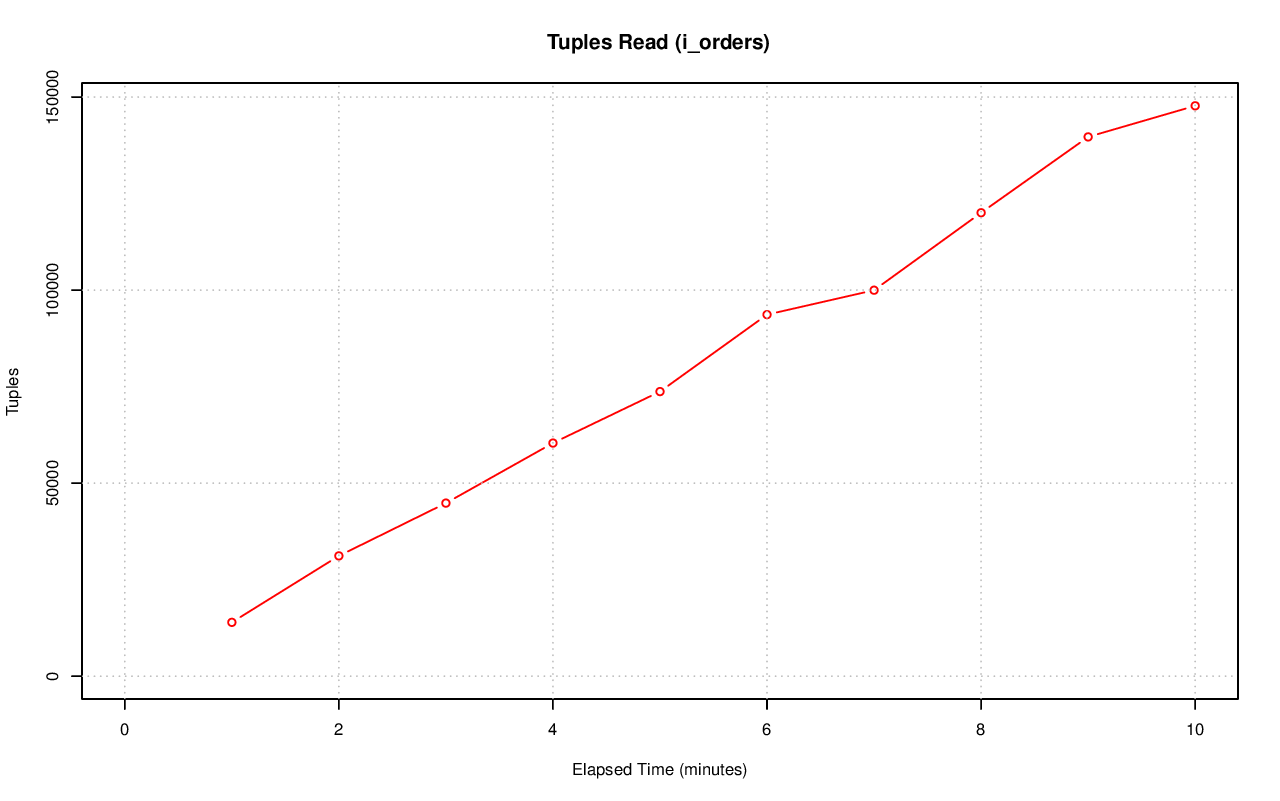 Tuples Read (i_orders)
Tuples
150000
100000
50000
0
0 2 4 6 8 10
Elapsed Time (minutes)